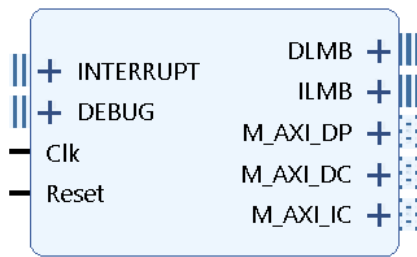 INTERRUPT
DEBUG
Clk
Reset
DLMB
ILMB
M_AXI_DP
M_AXI_DC
M_AXI_IC